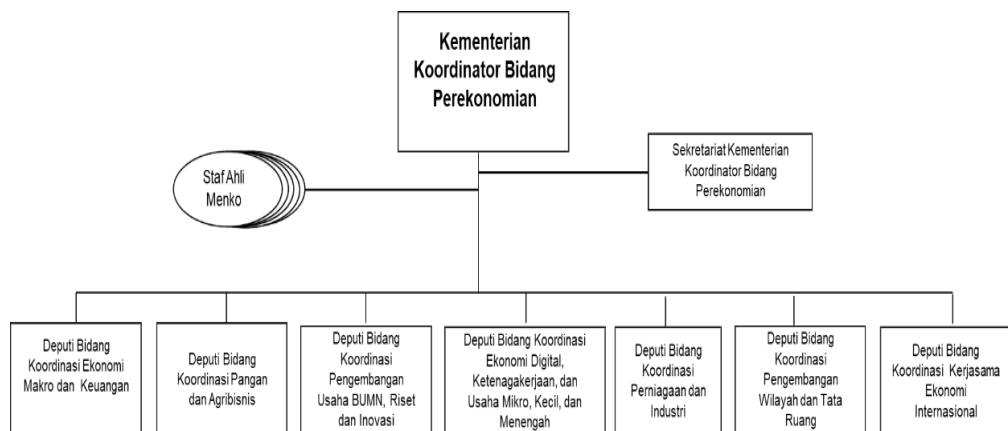 Kementerian
Koordinator Bidang
Perekonomian
Sekretariat Kementerian
Koordinator Bidang
Perekonomian
Staf Ahli
Menko
Deputi Bidang
Koordinasi Ekonomi
Makro dan Keuangan
Deputi Bidang
Koordinasi Pangan
dan Agribisnis
Deputi Bidang
Koordinasi
Pengembangan
Usaha BUMN, Riset
dan Inovasi
Deputi Bidang Koordinasi
Ekonomi Digital,
Ketenagakerjaan, dan
Usaha Mikro, Kecil, dan
Menengah
Deputi Bidang
Koordinasi
Perniagaan dan
Industri
Deputi Bidang
Koordinasi
Pengembangan
Wilayah dan Tata
Ruang
Deputi Bidang
Koordinasi Kerjasama
Ekonomi
Internasional